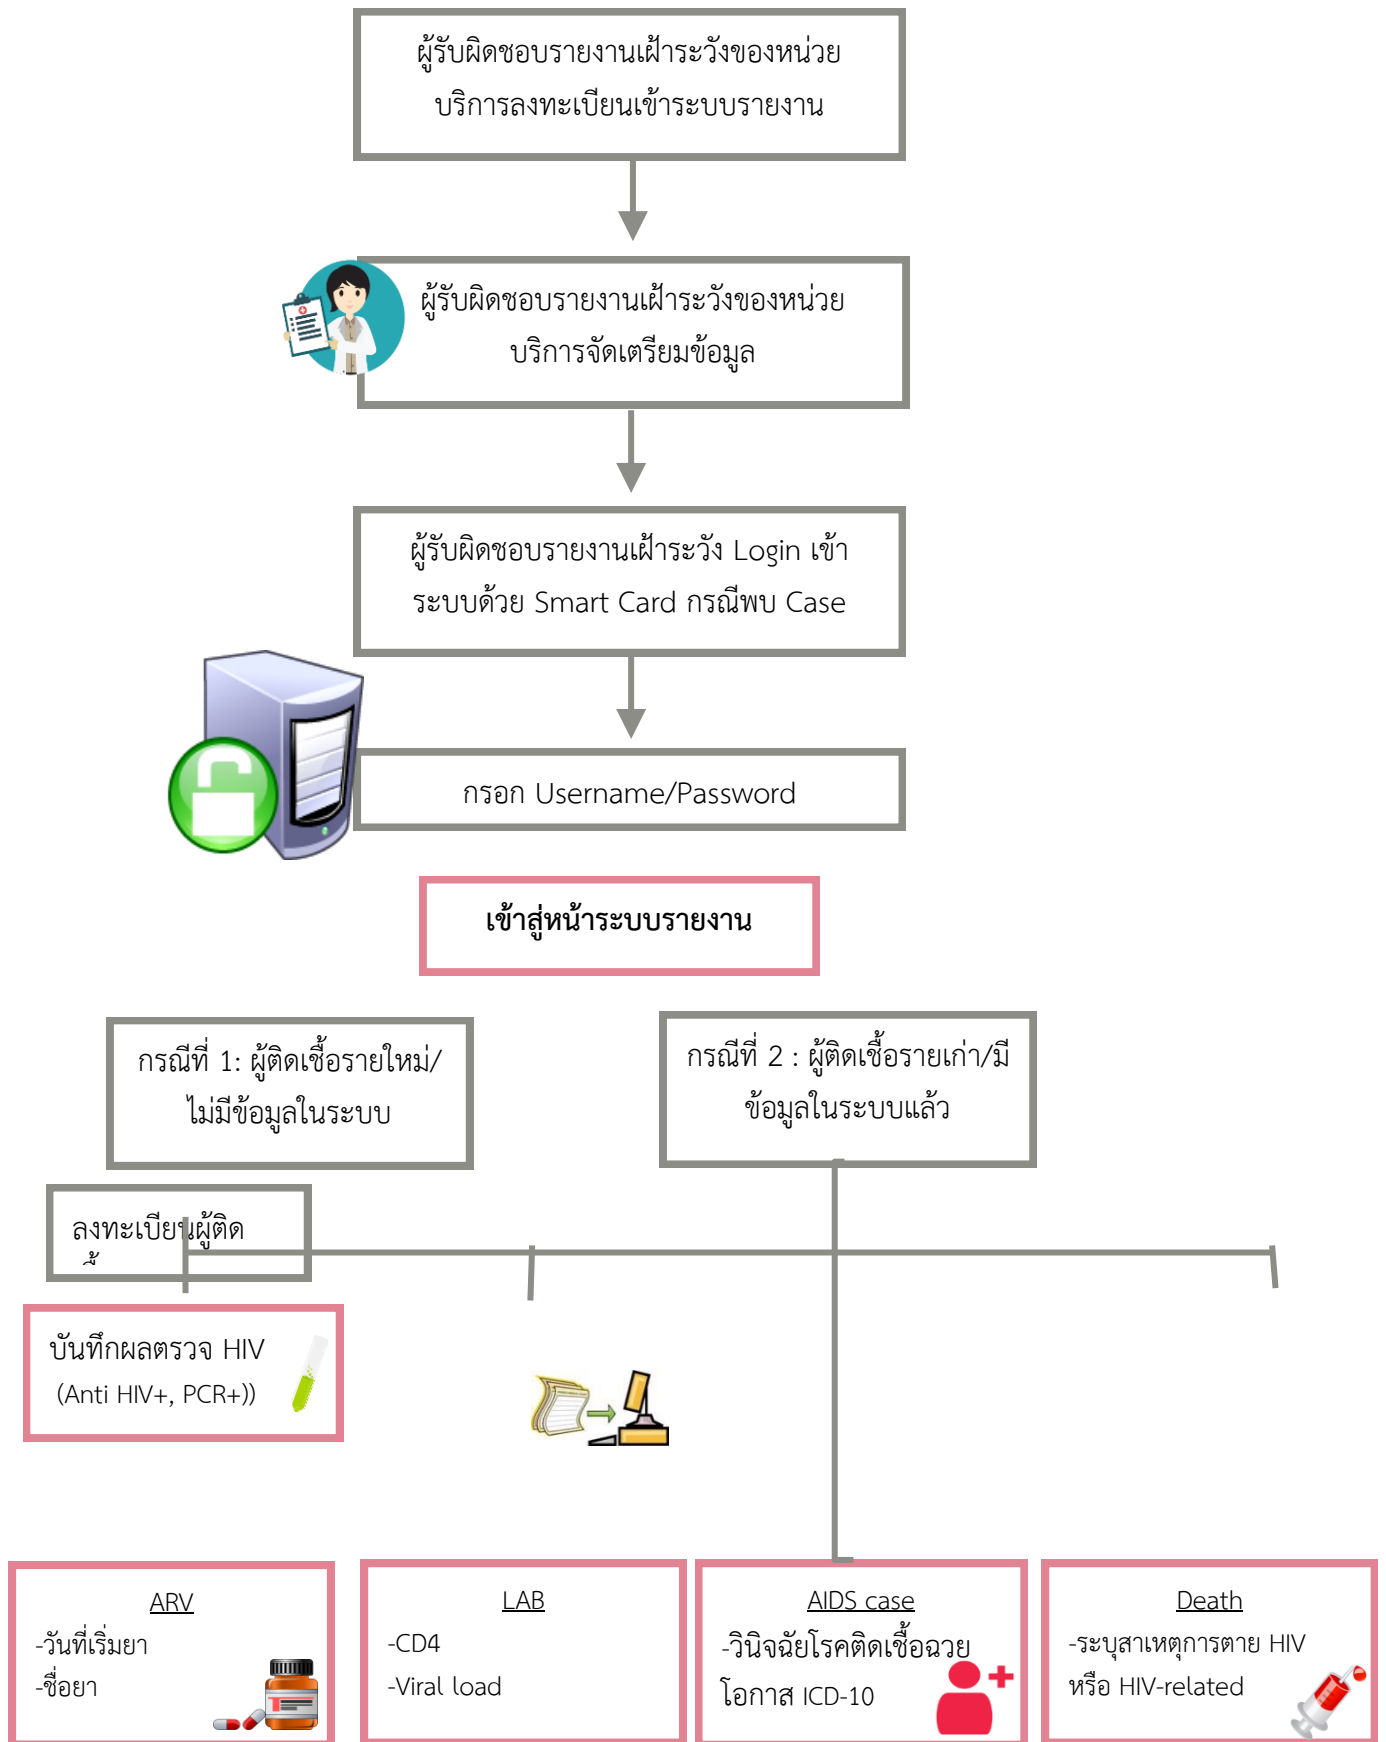 ผู้รับผิดชอบรายงานเฝ้าระวังของหน่วย
บริการลงทะเบียนเข้าระบบรายงาน
ผู้รับผิดชอบรายงานเฝ้าระวังของหน่วย
บริการจัดเตรียมข้อมูล
ผู้รับผิดชอบรายงานเฝ้าระวัง Login เข้า
ระบบด้วย Smart Card กรณีพบ Case
กรอก Username/Password
เข้าสู่หน้าระบบรายงาน
กรณีที่ 1: ผู้ติดเชื้อรายใหม่/
ไม่มีข้อมูลในระบบ
กรณีที่ 2 : ผู้ติดเชื้อรายเก่า/มี
ข้อมูลในระบบแล้ว
ลงทะเบียนผู้ติด
บันทึกผลตรวจ HIV
(Anti HIV+, PCR+))
ARV
-วันที่เริ่มยา
-ชื่อยา
LAB
-CD4
-Viral load
AIDS case
-วินิจฉัยโรคติดเชื้อฉวย
โอกาส ICD-10
Death
-ระบุสาเหตุการตาย HIV
หรือ HIV-related